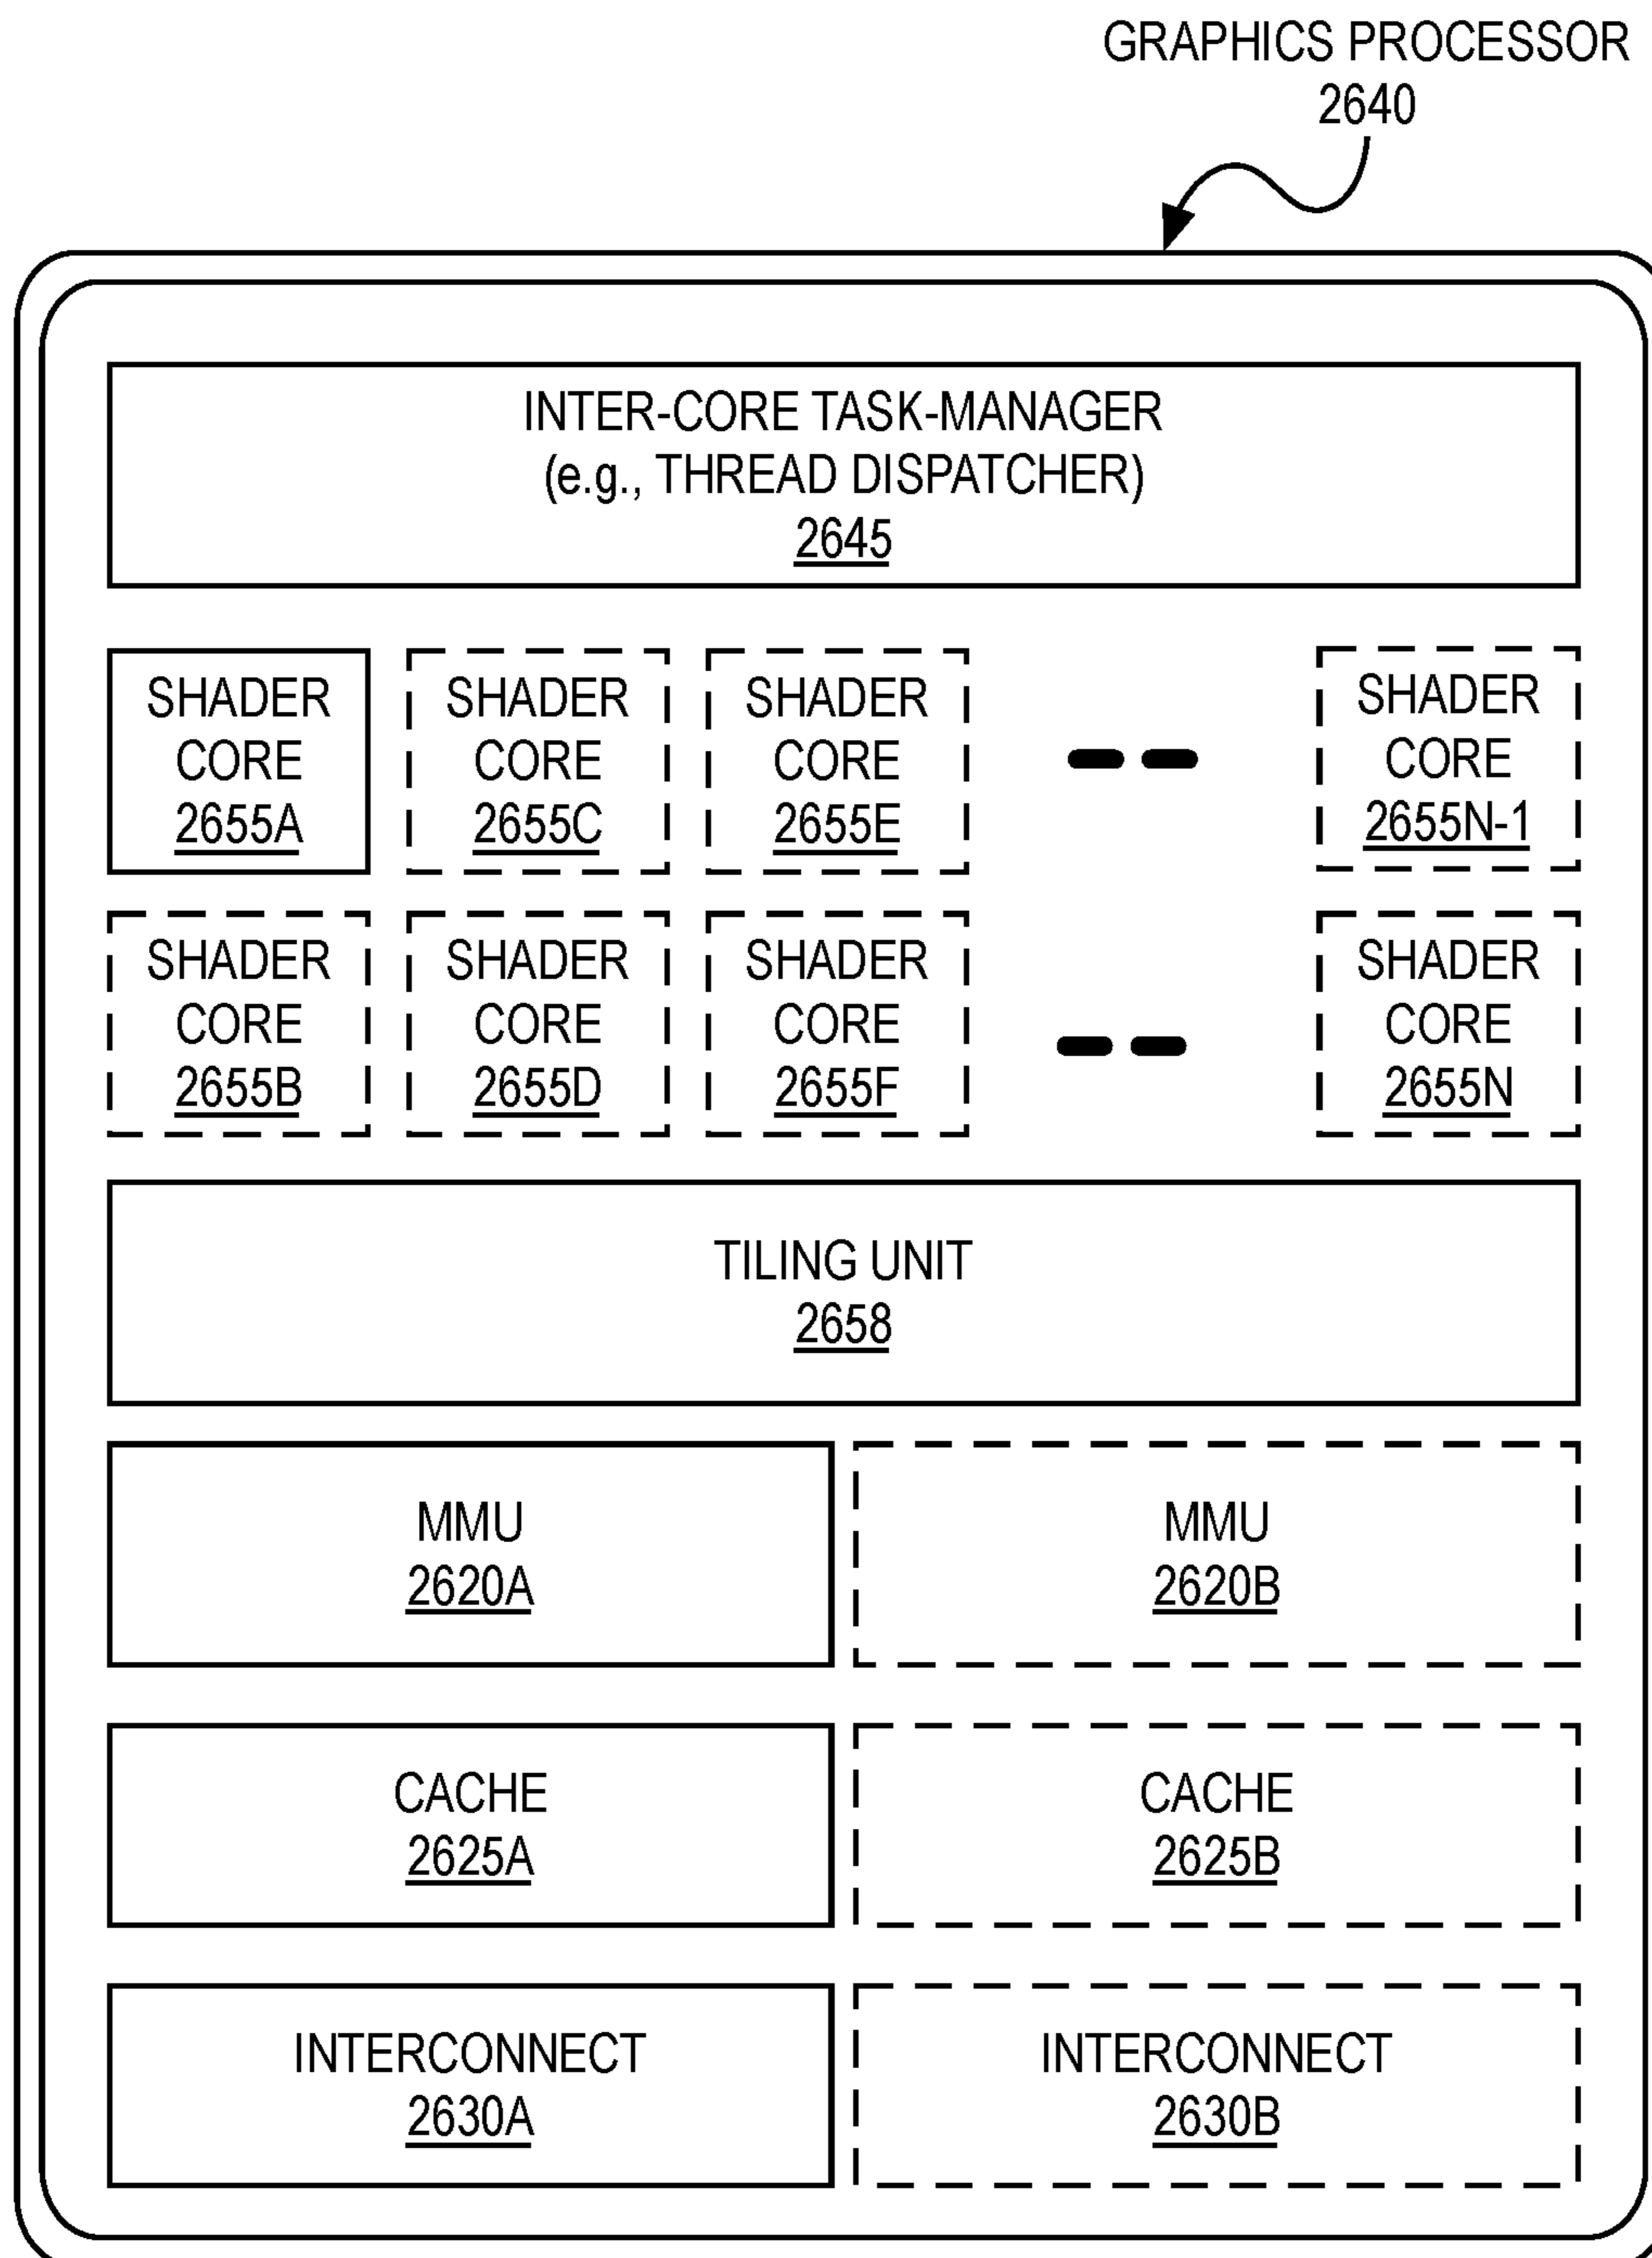 GRAPHICS PROCESSOR
2640
INTER-CORE TASK-MANAGER
(e.g., THREAD DISPATCHER)
2645
SHADER
CORE
2655A
SHADER
CORE
2655C
SHADER
CORE
2655E
SHADER
CORE
2655N-1
SHADER
CORE
2655B
SHADER
CORE
2655D
SHADER
CORE
2655F
SHADER
CORE
2655N
TILING UNIT
2658
MMU
2620A
MMU
2620B
CACHE
2625A
CACHE
2625B
INTERCONNECT
2630A
INTERCONNECT
2630B